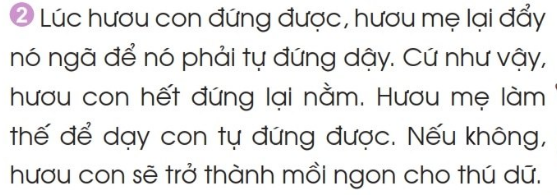 2 Lúc hươu con đứng được, hươu mẹ lại đẩy
nó ngã để nó phải tự đứng dậy. Cứ như vậy,
hươu con hết đứng lại nằm. Hươu mẹ làm
thế để dạy con tự đứng được. Nếu không,
hươu con sẽ trở thành mồi ngon cho thú dữ.